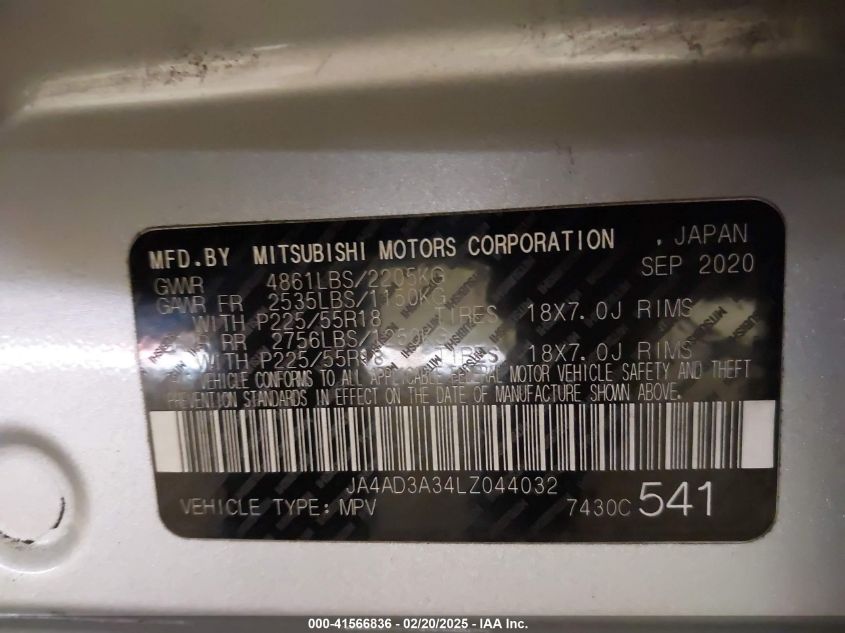 MFD.BY MITSUBISHI MOTORS CORPORATION , JAPAN
SEP 2020
GVWR 4861LBS/2205KG
GAWR FR 2535LBS/1150KG
WITH P225/55R18 TIRES 18X7.0J RIMS
RR 2756LBS/
WITH P225/55R18 TIRES 18X7.0J RIMS
VEHICLE CONFORMS TO ALL APPLICABLE FEDERAL MOTOR VEHICLE SAFETY AND THEFT
PREVENTION STANDARDS IN EFFECT ON THE DATE OF MANUFACTURE SHOWN ABOVE.
JA4AD3A34LZ044032
VEHICLE TYPE: MPV 7430C 541
000-41566836 - 02/20/2025 - IAA Inc.